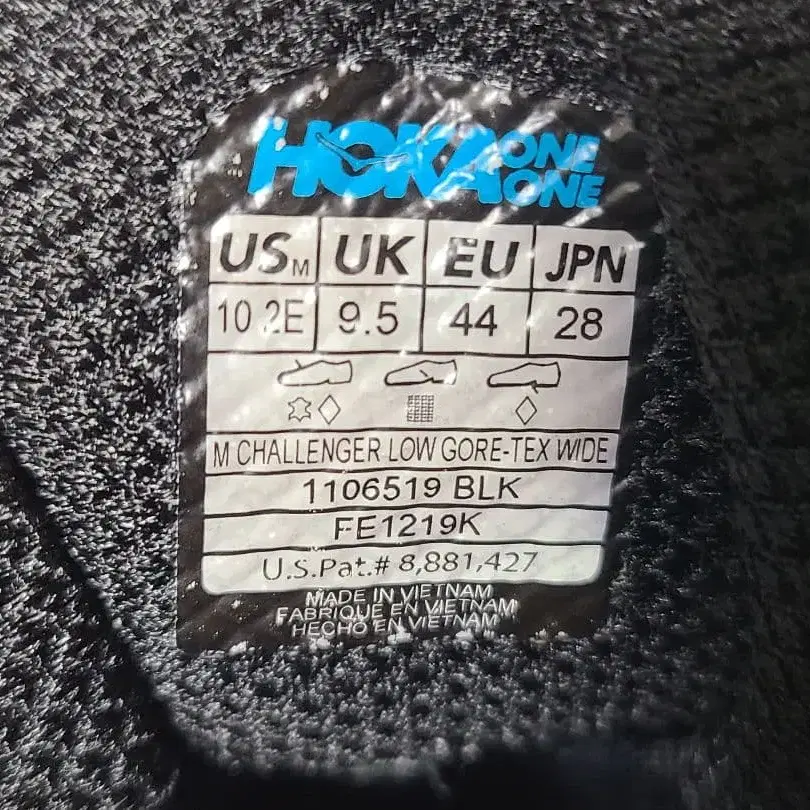 HOKA ONE ONE
US M UK EU JPN
10 2E 9.5 44 28
M CHALLENGER LOW GORE-TEX WIDE
1106519 BLK
FE1219K
U.S.Pat.# 8,881,427
MADE IN VIETNAM
FABRIQUE EN VIETNAM
HECHO EN VIETNAM